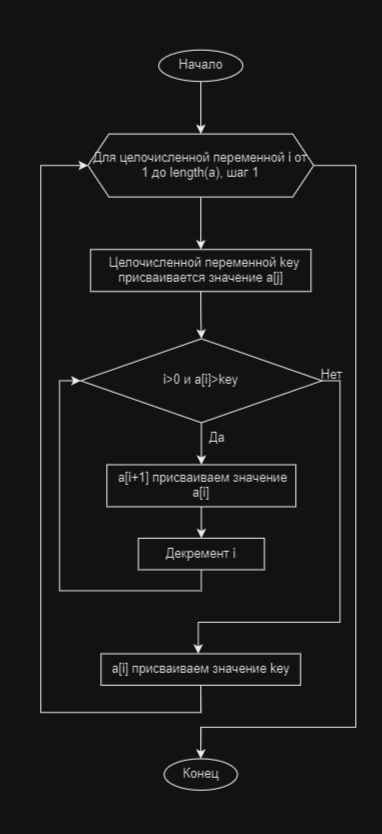 Начало
Для целочисленной переменной i от
1 до length(a), шаг 1
Целочисленной переменной key
присваивается значение a[j]
i>0 и a[i]>key
Нет
Да
a[i+1] присваиваем значение
a[i]
Декремент i
a[i] присваиваем значение key
Конец